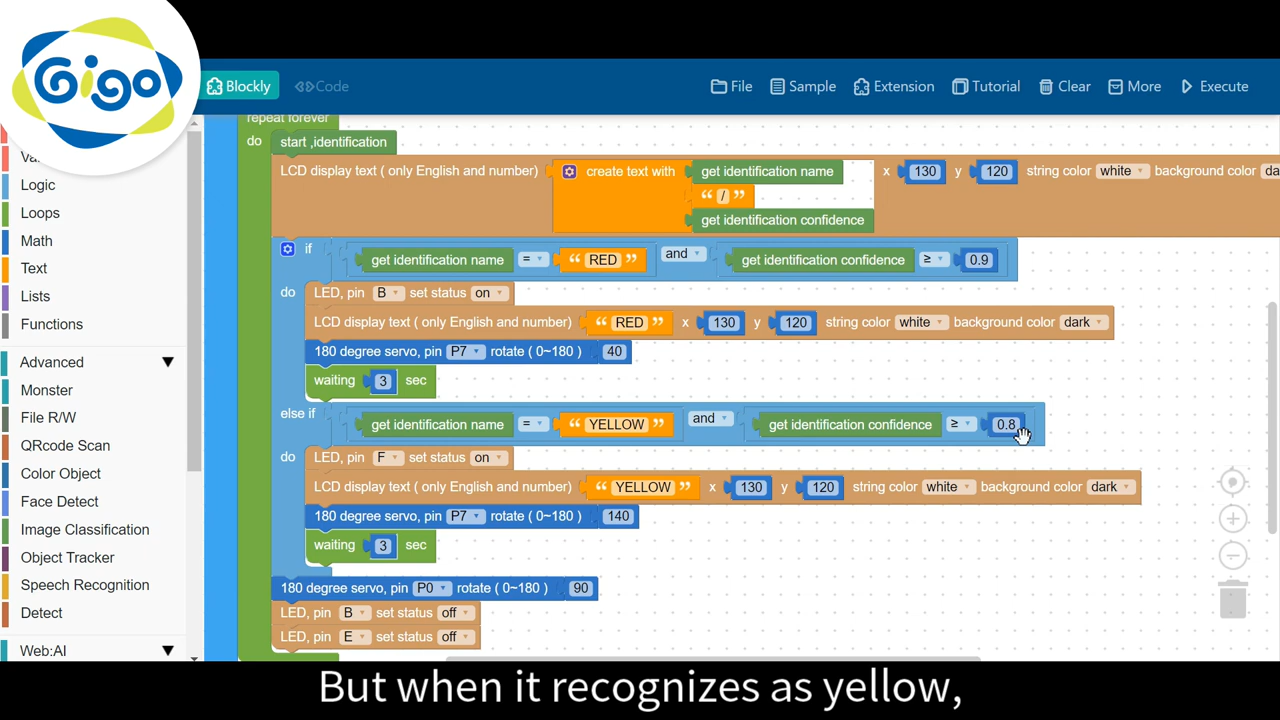 Gigo
Blockly
Code
File
Sample
Extension
Tutorial
Clear
More
Execute
Logic
Loops
Math
Text
Lists
Functions
Advanced
Monster
File R/W
QRcode Scan
Color Object
Face Detect
Image Classification
Object Tracker
Speech Recognition
Detect
Web:AI
repeat forever
do start ,identification
LCD display text ( only English and number) create text with get identification name x 130 y 120 string color white background color
“ / ”
get identification confidence
if get identification name = “ RED ” and get identification confidence ≥ 0.9
do LED, pin B set status on
LCD display text ( only English and number) “ RED ” x 130 y 120 string color white background color dark
180 degree servo, pin P7 rotate ( 0~180 ) 40
waiting 3 sec
else if get identification name = “ YELLOW ” and get identification confidence ≥ 0.8
do LED, pin F set status on
LCD display text ( only English and number) “ YELLOW ” x 130 y 120 string color white background color dark
180 degree servo, pin P7 rotate ( 0~180 ) 140
waiting 3 sec
180 degree servo, pin P0 rotate ( 0~180 ) 90
LED, pin B set status off
LED, pin E set status off
But when it recognizes as yellow,